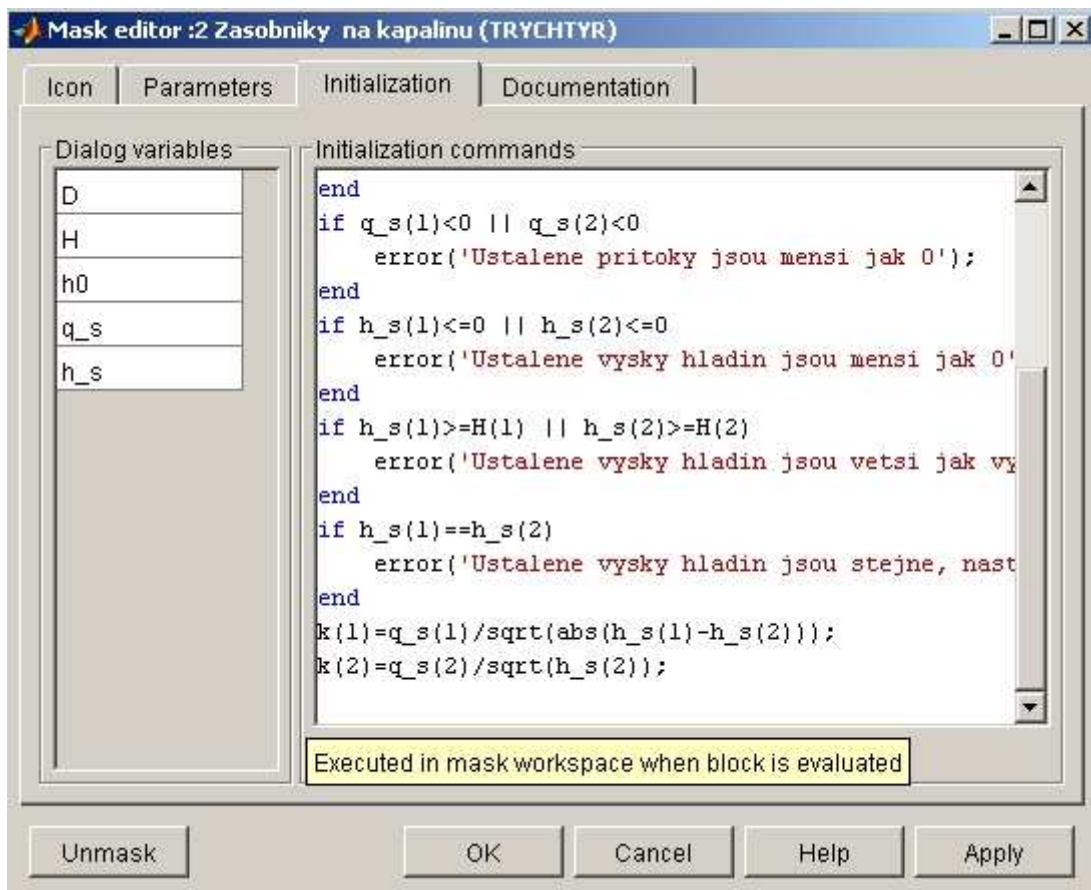 Mask editor :2 Zasobniky na kapalinu (TRYCHTYR)
Icon Parameters Initialization Documentation
Dialog variables
D
H
h0
q_s
h_s
Initialization commands
end
if q_s(1)<0 || q_s(2)<0
error('Ustalene pritoky jsou mensi jak 0');
end
if h_s(1)<=0 || h_s(2)<=0
error('Ustalene vysky hladin jsou mensi jak 0'
end
if h_s(1)>=H(1) || h_s(2)>=H(2)
error('Ustalene vysky hladin jsou vetsi jak vy
end
if h_s(1)==h_s(2)
error('Ustalene vysky hladin jsou stejne, nast
end
k(1)=q_s(1)/sqrt(abs(h_s(1)-h_s(2)));
k(2)=q_s(2)/sqrt(h_s(2));
Executed in mask workspace when block is evaluated
Unmask OK Cancel Help Apply